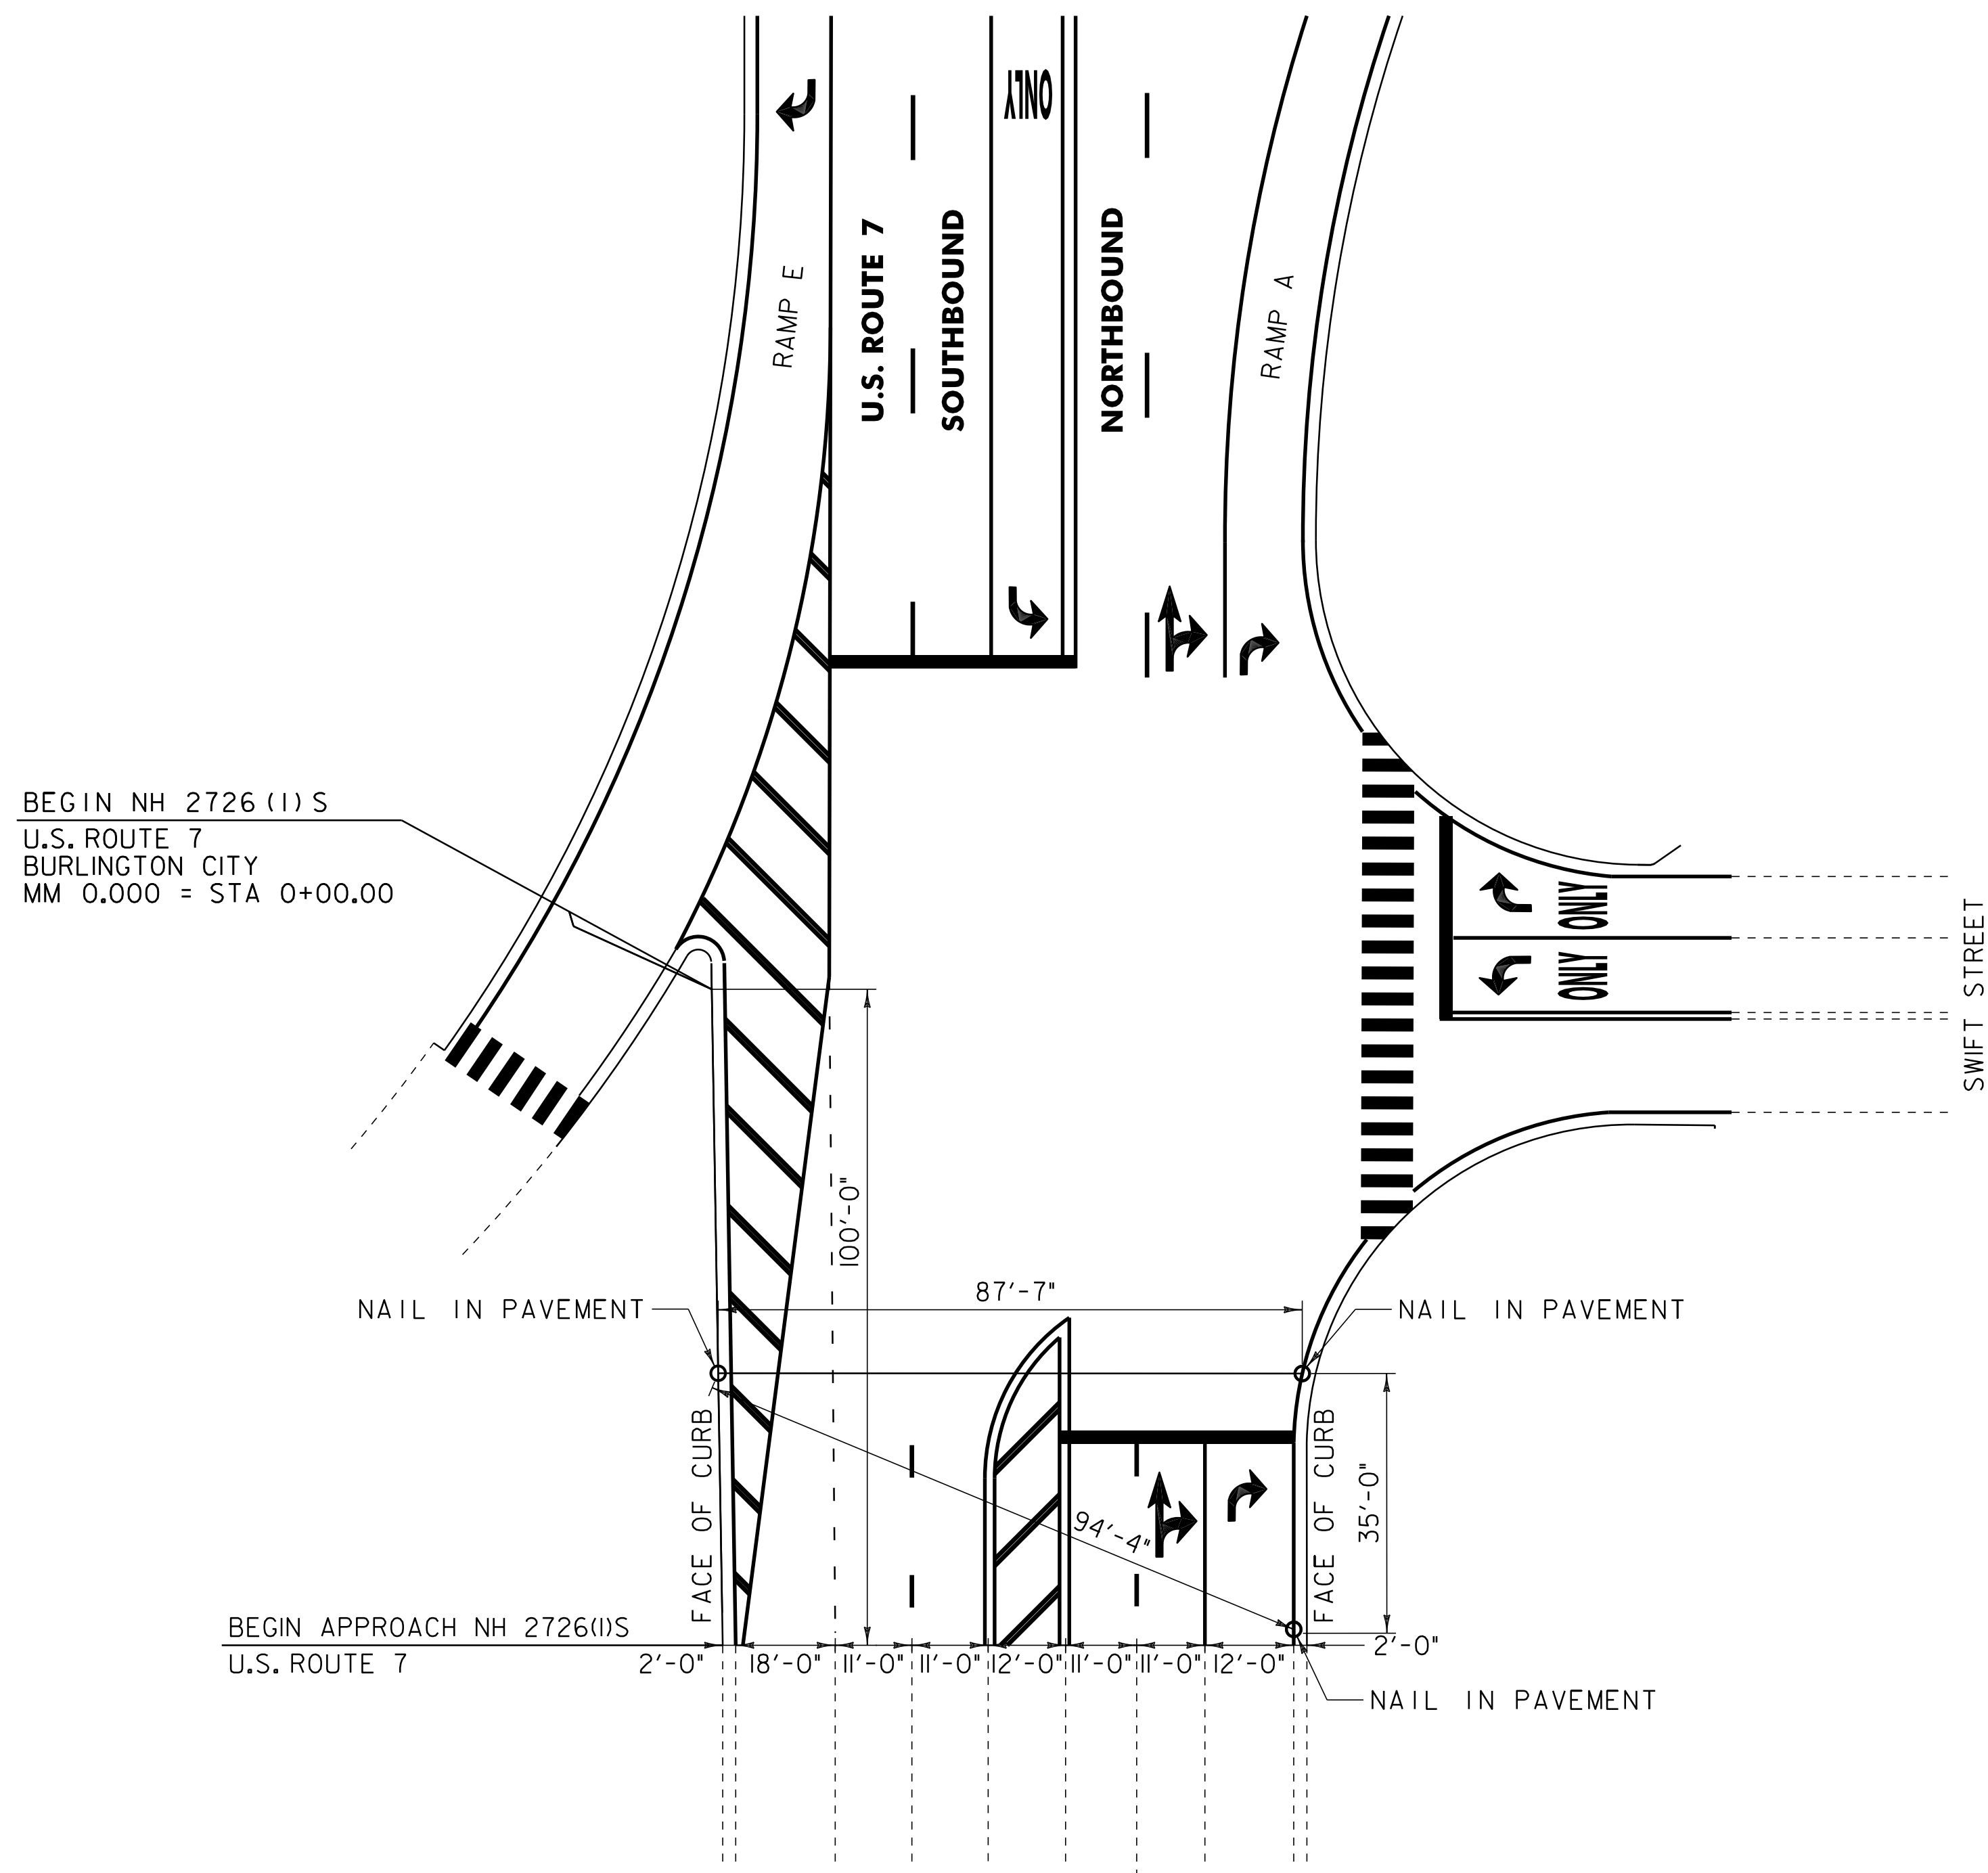 ONLY
U.S. ROUTE 7
SOUTHBOUND
NORTHBOUND
RAMP E
RAMP A
BEGIN NH 2726(1)S
U.S. ROUTE 7
BURLINGTON CITY
MM 0.000 = STA 0+00.00
ONLY
ONLY
SWIFT STREET
100'-0"
87'-7"
NAIL IN PAVEMENT
NAIL IN PAVEMENT
FACE OF CURB
FACE OF CURB
35'-0"
94'-4"
BEGIN APPROACH NH 2726(1)S
U.S. ROUTE 7
2'-0" 18'-0" 11'-0" 11'-0" 12'-0" 11'-0" 11'-0" 12'-0" 2'-0"
NAIL IN PAVEMENT